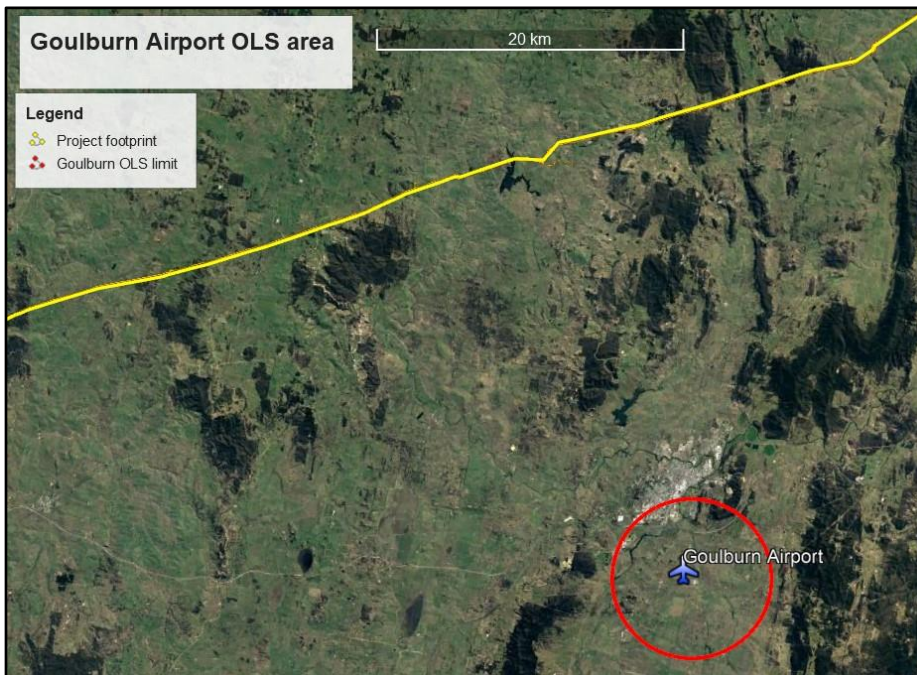 Goulburn Airport OLS area
20 km
Legend
Project footprint
Goulburn OLS limit
Goulburn Airport